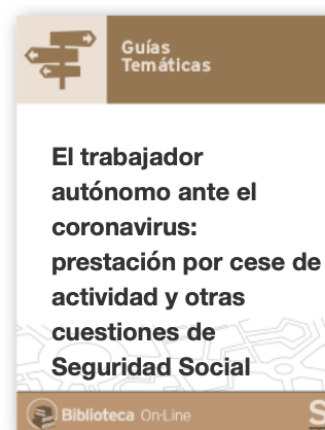 Guías
Temáticas
El trabajador
autónomo ante el
coronavirus:
prestación por cese de
actividad y otras
cuestiones de
Seguridad Social
Biblioteca On-Line
S